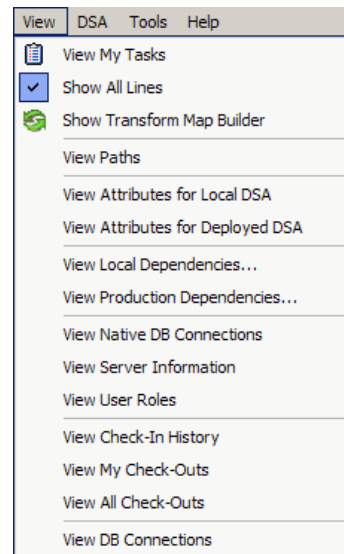 View DSA Tools Help
View My Tasks
Show All Lines
Show Transform Map Builder
View Paths
View Attributes for Local DSA
View Attributes for Deployed DSA
View Local Dependencies...
View Production Dependencies...
View Native DB Connections
View Server Information
View User Roles
View Check-In History
View My Check-Outs
View All Check-Outs
View DB Connections